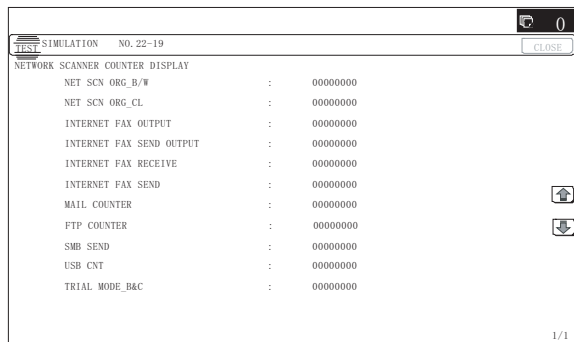 0
TEST SIMULATION NO.22-19 CLOSE
NETWORK SCANNER COUNTER DISPLAY
NET SCN ORG_B/W : 00000000
NET SCN ORG_CL : 00000000
INTERNET FAX OUTPUT : 00000000
INTERNET FAX SEND OUTPUT : 00000000
INTERNET FAX RECEIVE : 00000000
INTERNET FAX SEND : 00000000
MAIL COUNTER : 00000000
FTP COUNTER : 00000000
SMB SEND : 00000000
USB CNT : 00000000
TRIAL MODE_B&C : 00000000
1/1